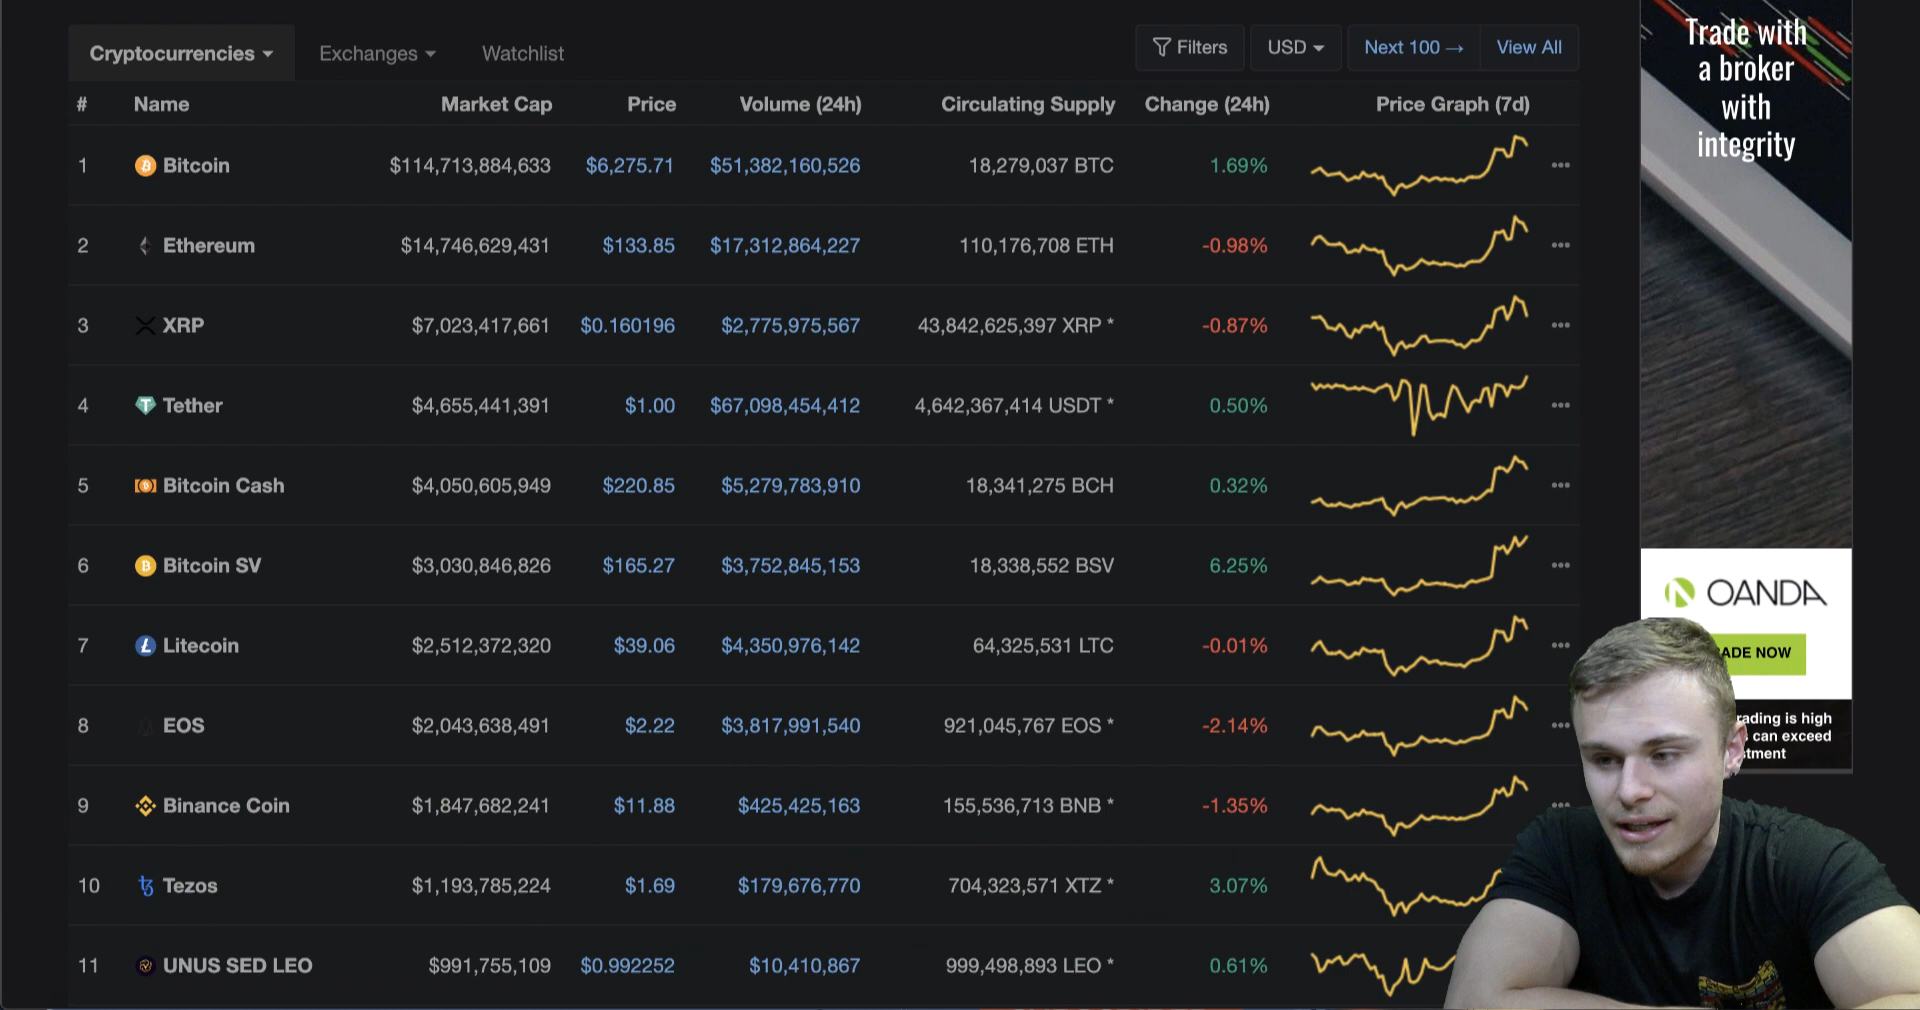 Cryptocurrencies Exchanges Watchlist Filters USD Next 100 → View All
# Name Market Cap Price Volume (24h) Circulating Supply Change (24h) Price Graph (7d)
1 Bitcoin $114,713,884,633 $6,275.71 $51,382,160,526 18,279,037 BTC 1.69%
2 Ethereum $14,746,629,431 $133.85 $17,312,864,227 110,176,708 ETH -0.98%
3 XRP $7,023,417,661 $0.160196 $2,775,975,567 43,842,625,397 XRP * -0.87%
4 Tether $4,655,441,391 $1.00 $67,098,454,412 4,642,367,414 USDT * 0.50%
5 Bitcoin Cash $4,050,605,949 $220.85 $5,279,783,910 18,341,275 BCH 0.32%
6 Bitcoin SV $3,030,846,826 $165.27 $3,752,845,153 18,338,552 BSV 6.25%
7 Litecoin $2,512,372,320 $39.06 $4,350,976,142 64,325,531 LTC -0.01%
8 EOS $2,043,638,491 $2.22 $3,817,991,540 921,045,767 EOS * -2.14%
9 Binance Coin $1,847,682,241 $11.88 $425,425,163 155,536,713 BNB * -1.35%
10 Tezos $1,193,785,224 $1.69 $179,676,770 704,323,571 XTZ * 3.07%
11 UNUS SED LEO $991,755,109 $0.992252 $10,410,867 999,498,893 LEO * 0.61%
Trade with
a broker
with
integrity
OANDA
NOW
is high
can exceed